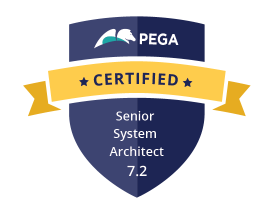 PEGA
★ CERTIFIED ★
Senior
System
Architect
7.2